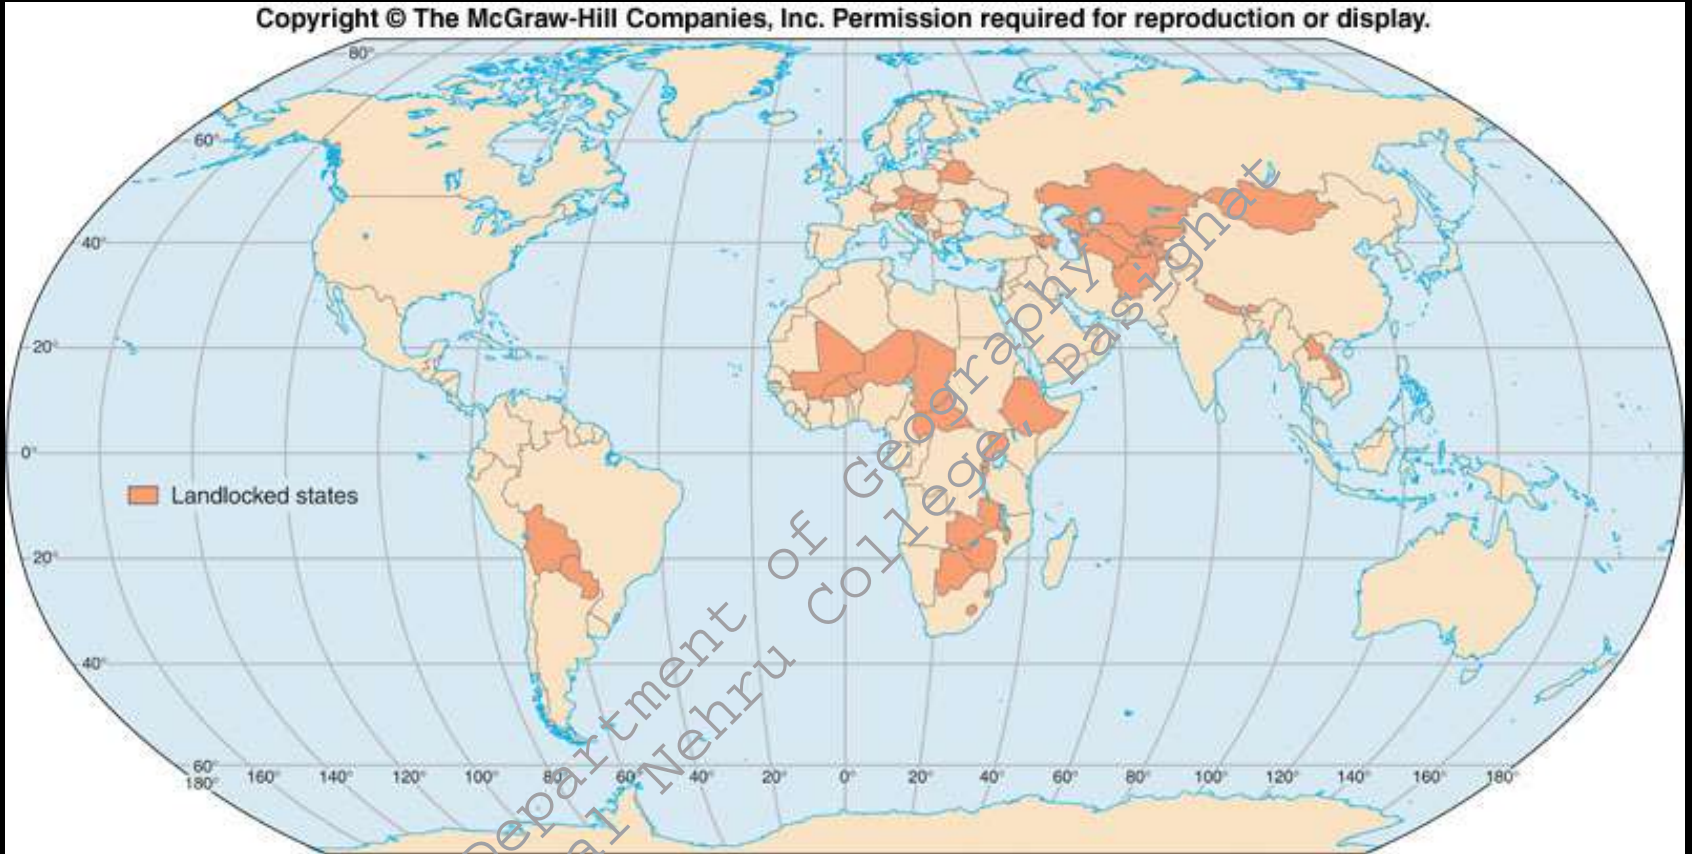 Copyright © The McGraw-Hill Companies, Inc. Permission required for reproduction or display.
80°
60°
40°
20°
0°
Landlocked states
20°
40°
60°
180° 160° 140° 120° 100° 80° 60° 40° 20° 0° 20° 40° 60° 80° 100° 120° 140° 160° 180°
Department of Geography
Nehru College, Pasighat